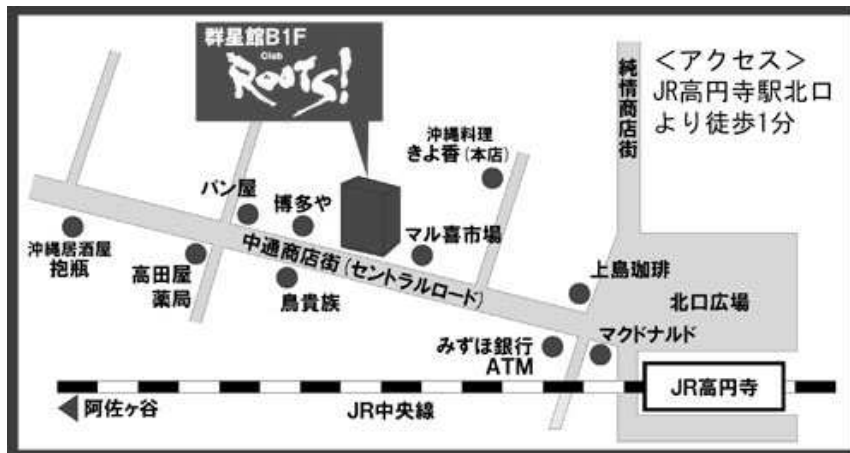 群星館B1F
Club
ROOTS!
純情商店街
＜アクセス＞
JR高円寺駅北口
より徒歩1分
沖縄料理
きよ香（本店）
パン屋
博多や
マル喜市場
沖縄居酒屋
抱瓶
高田屋
薬局
中通商店街（セントラルロード）
鳥貴族
上島珈琲
北口広場
みずほ銀行
ATM
マクドナルド
JR高円寺
阿佐ヶ谷
JR中央線